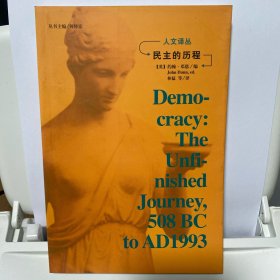 人文译丛
民主的历程
【英】约翰·邓恩/编
John Dunn, ed.
林猛 等/译
Demo-
cracy:
The
Unfi-
nished
Journey,
508 BC
to AD1993